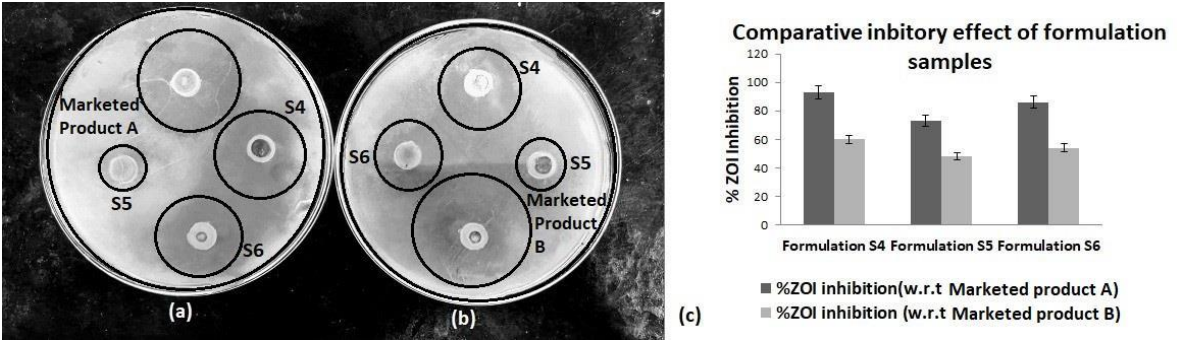 Marketed
Product A
S4
S5
S6
(a)
S4
S6
S5
Marketed
Product
B
(b)
Comparative inbitory effect of formulation
samples
% ZOI Inhibition
120
100
80
60
40
20
0
Formulation S4 Formulation S5 Formulation S6
%ZOI inhibition(w.r.t Marketed product A)
%ZOI inhibition (w.r.t Marketed product B)
(c)